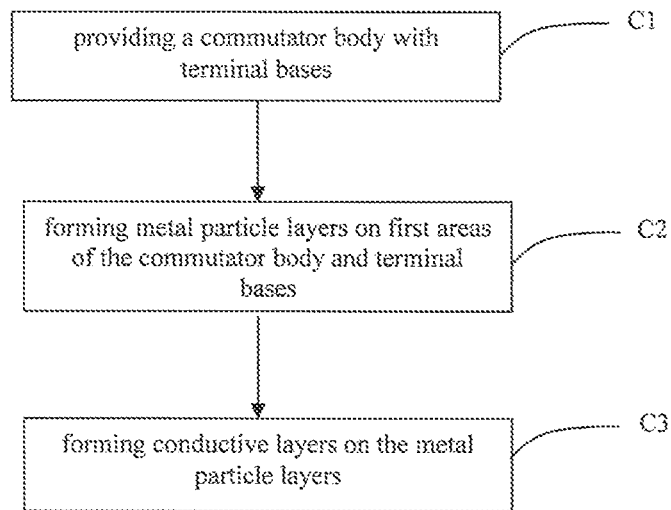 providing a commutator body with
terminal bases
C1
forming metal particle layers on first areas
of the commutator body and terminal
bases
C2
forming conductive layers on the metal
particle layers
C3